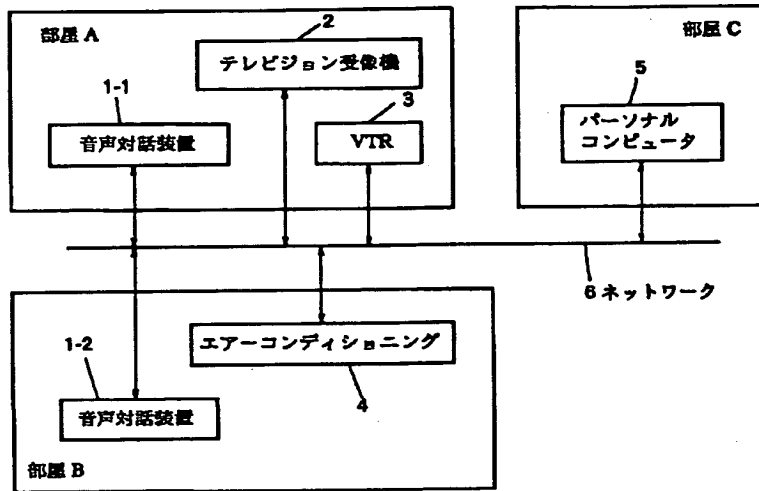 部屋A
2
テレビジョン受像機
1-1
3
音声対話装置
VTR
部屋C
5
パーソナル
コンピュータ
6 ネットワーク
エアーコンディショニング
1-2
4
音声対話装置
部屋B